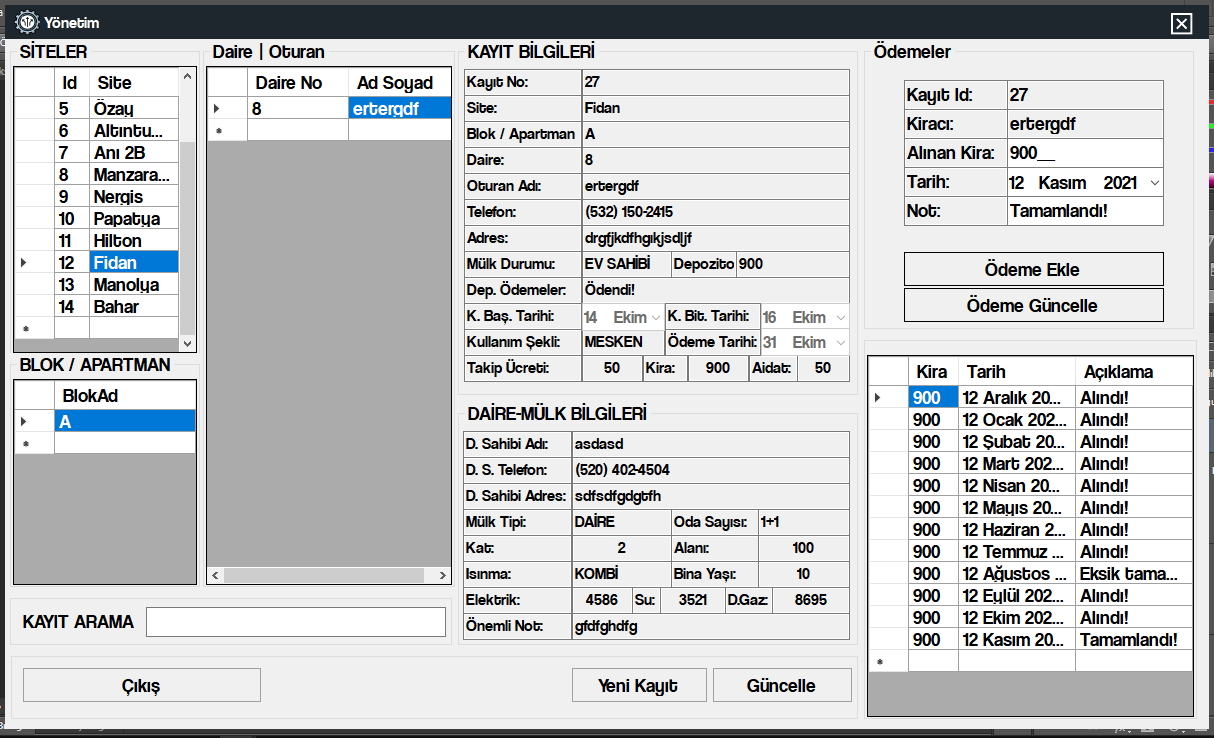 Yönetim
SİTELER
Id Site
5 Özay
6 Altıntu...
7 Anı 2B
8 Manzara...
9 Nergis
10 Papatya
11 Hilton
12 Fidan
13 Manolya
14 Bahar
BLOK / APARTMAN
BlokAd
A
Daire | Oturan
Daire No Ad Soyad
8 ertergdf
KAYIT ARAMA
Çıkış
KAYIT BİLGİLERİ
Kayıt No: 27
Site: Fidan
Blok / Apartman A
Daire: 8
Oturan Adı: ertergdf
Telefon: (532) 150-2415
Adres: drgfjkdfhgıkjsdljf
Mülk Durumu: EV SAHİBİ Depozito 900
Dep. Ödemeler: Ödendi!
K. Baş. Tarihi: 14 Ekim K. Bit. Tarihi: 16 Ekim
Kullanım Şekli: MESKEN Ödeme Tarihi: 31 Ekim
Takip Ücreti: 50 Kira: 900 Aidat: 50
DAİRE-MÜLK BİLGİLERİ
D. Sahibi Adı: asdasd
D. S. Telefon: (520) 402-4504
D. Sahibi Adres: sdfsdfgdgtfh
Mülk Tipi: DAİRE Oda Sayısı: 1+1
Kat: 2 Alanı: 100
Isınma: KOMBİ Bina Yaşı: 10
Elektrik: 4586 Su: 3521 D.Gaz: 8695
Önemli Not: gfdfghdfg
Yeni Kayıt Güncelle
Ödemeler
Kayıt Id: 27
Kiracı: ertergdf
Alınan Kira: 900__
Tarih: 12 Kasım 2021
Not: Tamamlandı!
Ödeme Ekle
Ödeme Güncelle
Kira Tarih Açıklama
900 12 Aralık 20... Alındı!
900 12 Ocak 202... Alındı!
900 12 Şubat 20... Alındı!
900 12 Mart 202... Alındı!
900 12 Nisan 20... Alındı!
900 12 Mayıs 20... Alındı!
900 12 Haziran 2... Alındı!
900 12 Temmuz ... Alındı!
900 12 Ağustos ... Eksik tama...
900 12 Eylül 202... Alındı!
900 12 Ekim 202... Alındı!
900 12 Kasım 20... Tamamlandı!